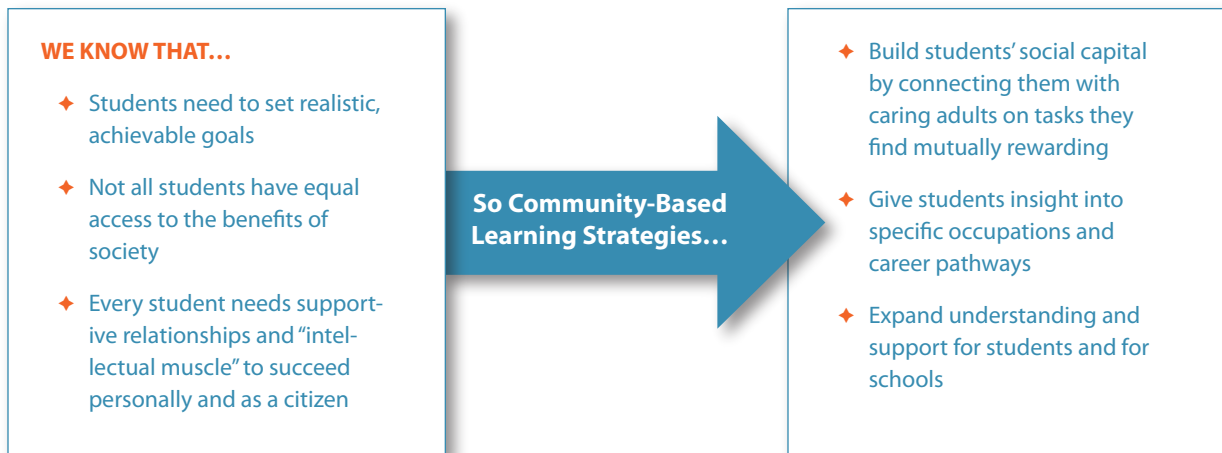 WE KNOW THAT…
✦ Students need to set realistic,
achievable goals
✦ Not all students have equal
access to the benefits of
society
✦ Every student needs support-
ive relationships and “intel-
lectual muscle” to succeed
personally and as a citizen
So Community-Based
Learning Strategies…
✦ Build students’ social capital
by connecting them with
caring adults on tasks they
find mutually rewarding
✦ Give students insight into
specific occupations and
career pathways
✦ Expand understanding and
support for students and for
schools